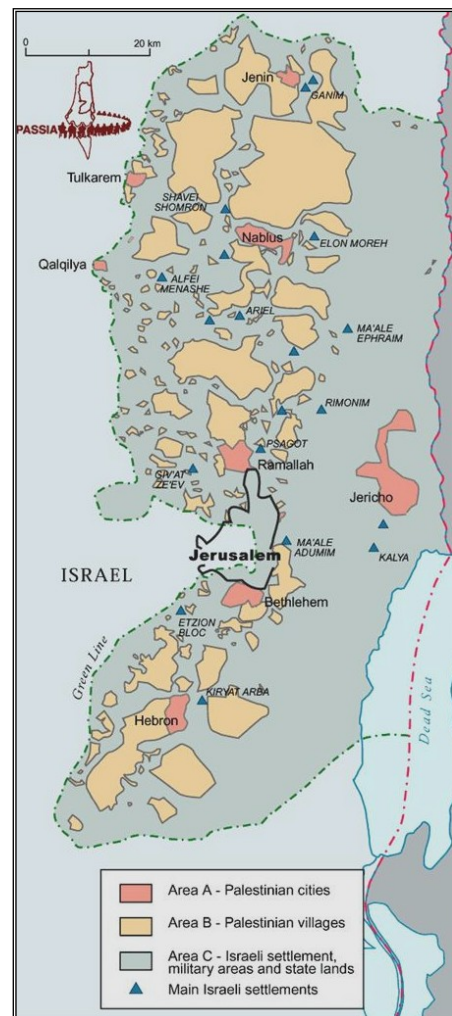 0
20 km
Jenin
GANIM
PASSIA
Tulkarem
SHAVEI
SHOMRON
Nablus
ELON MOREH
Qalqilya
ALFEI
MENASHE
ARIEL
MA'ALE
EPHRAIM
RIMONIM
PSAGOT
Ramallah
GIV'AT
ZE'EV
Jericho
Jerusalem
MA'ALE
ADUMIM
KALYA
ISRAEL
Bethlehem
ETZION
BLOC
Green Line
KIRYAT ARBA
Hebron
Dead Sea
Area A - Palestinian cities
Area B - Palestinian villages
Area C - Israeli settlement,
military areas and state lands
Main Israeli settlements